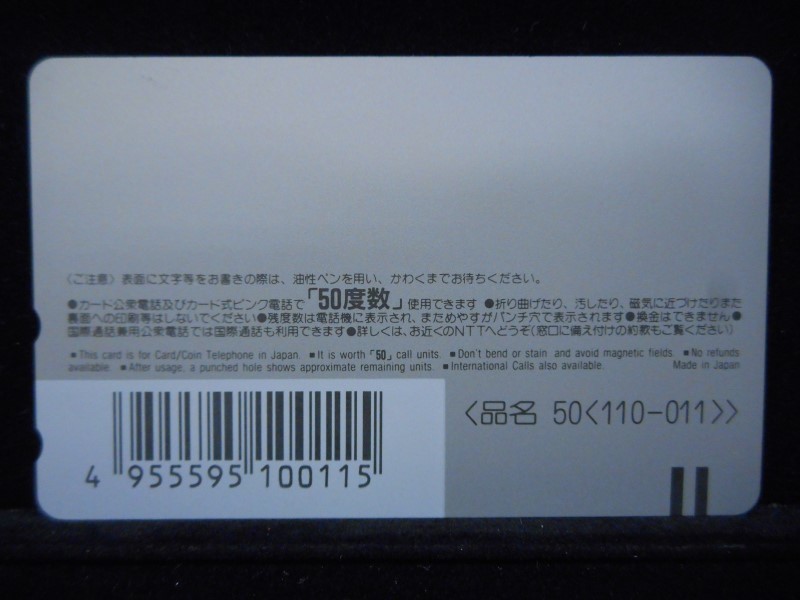 〈ご注意〉表面に文字等をお書きの際は、油性ペンを用い、かわくまでお待ちください。
●カード公衆電話及びカード式ピンク電話で「50度数」使用できます ●折り曲げたり、汚したり、磁気に近づけたりまた
裏面への印刷等はしないでください●残度数は電話機に表示され、まためやすがパンチ穴で表示されます●換金はできません●
国際通話兼用公衆電話では国際通話も利用できます●詳しくは、お近くのNTTへどうぞ(窓口に備え付けの約款もご覧ください)
■This card is for Card/Coin Telephone in Japan. ■It is worth「50」call units. ■Don't bend or stain and avoid magnetic fields. ■No refunds
available. ■After usage, a punched hole shows approximate remaining units. ■International Calls also available. Made in Japan
〈品名 50〈110-011〉〉
4 955595 100115